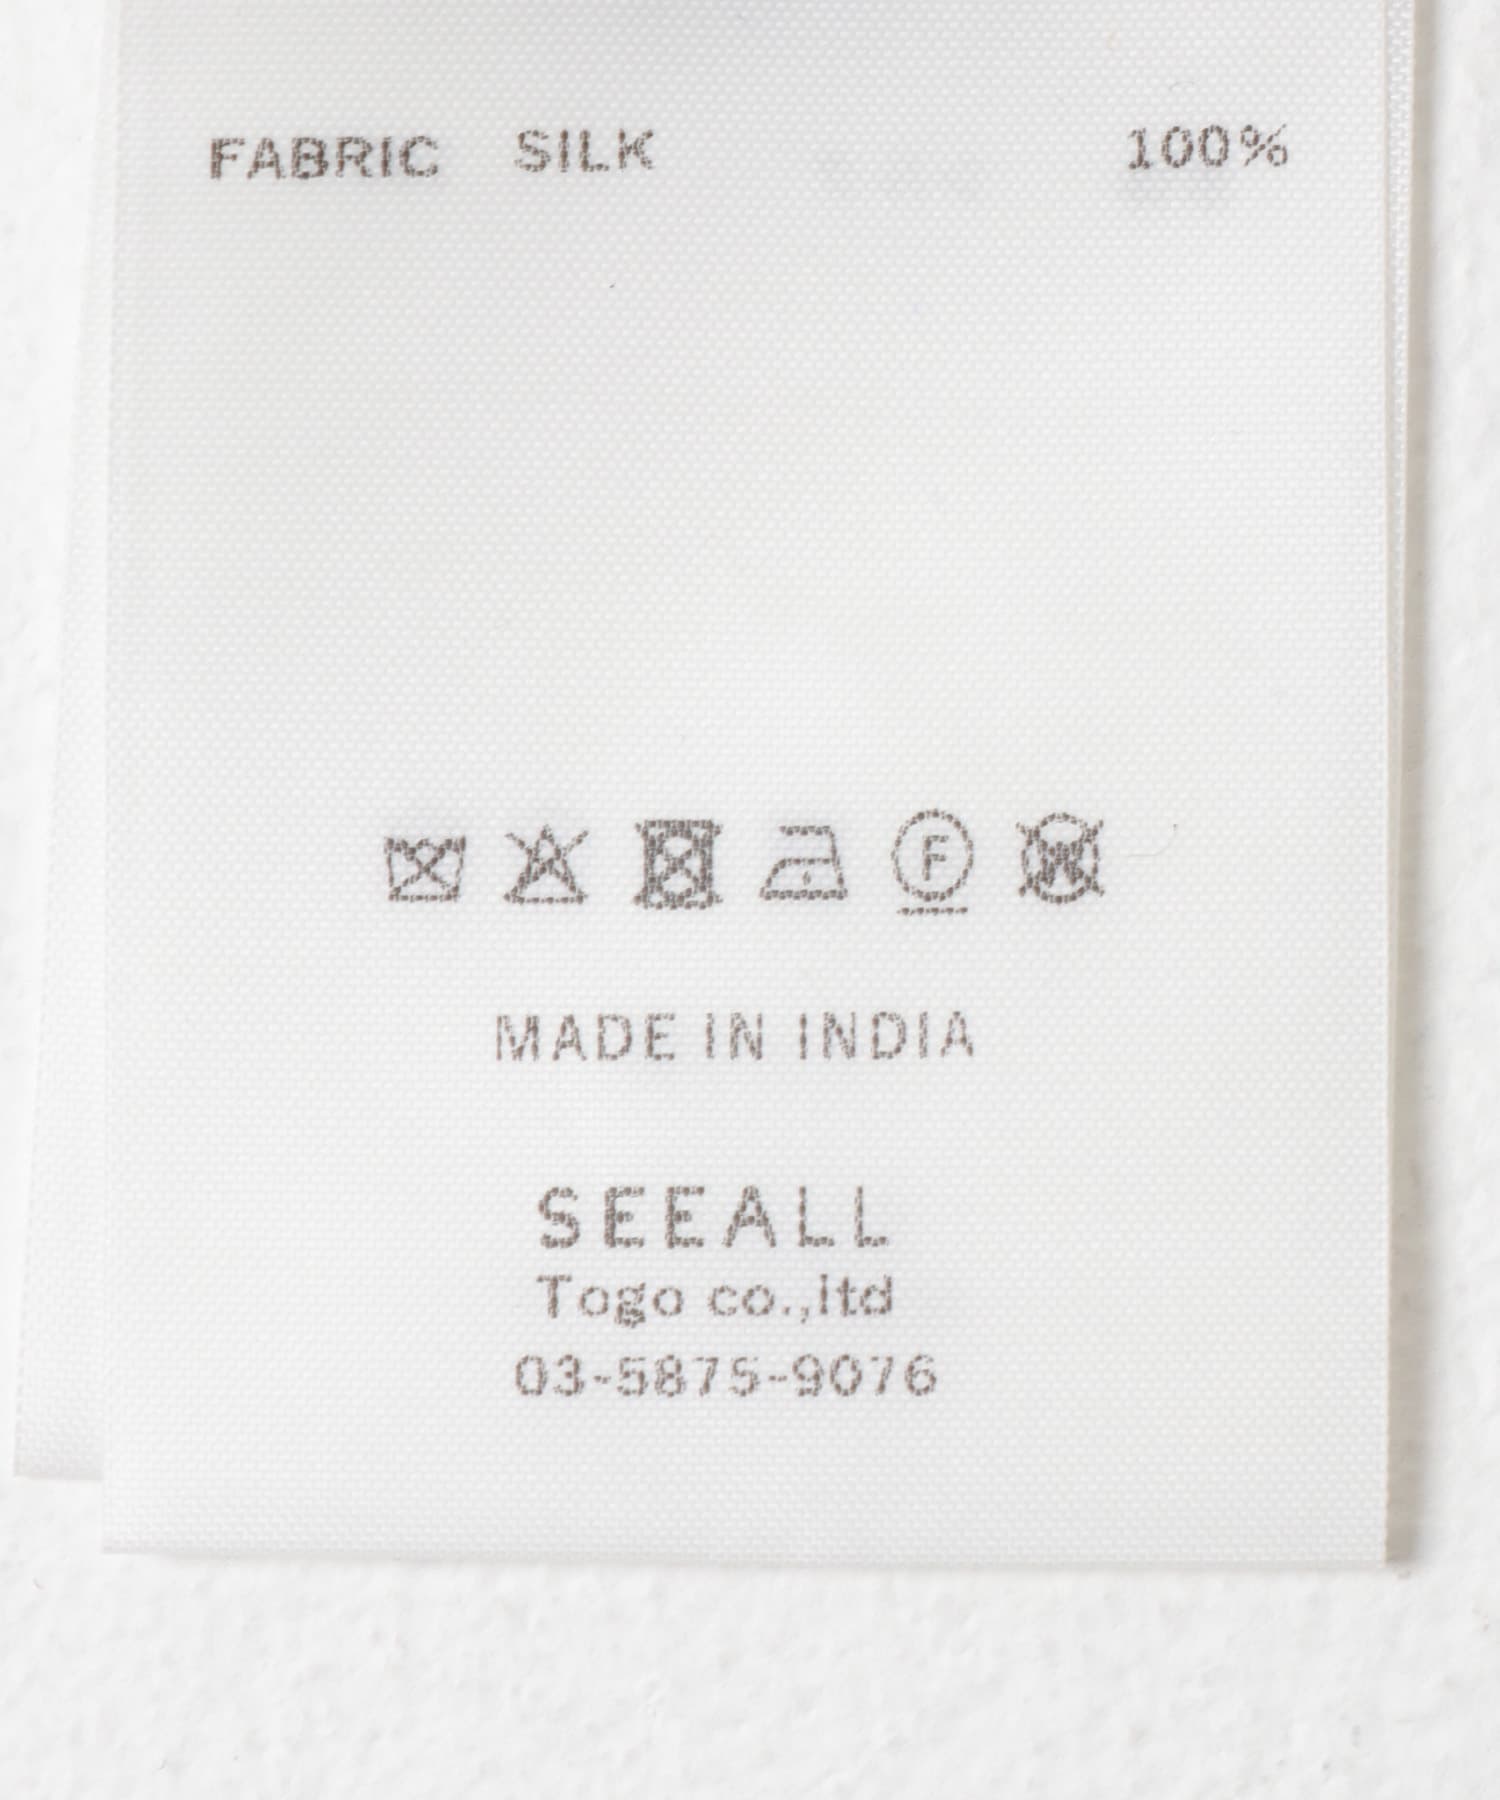 FABRIC SILK 100%
F W
MADE IN INDIA
SEEALL
Togo co.,ltd
03-5875-9076